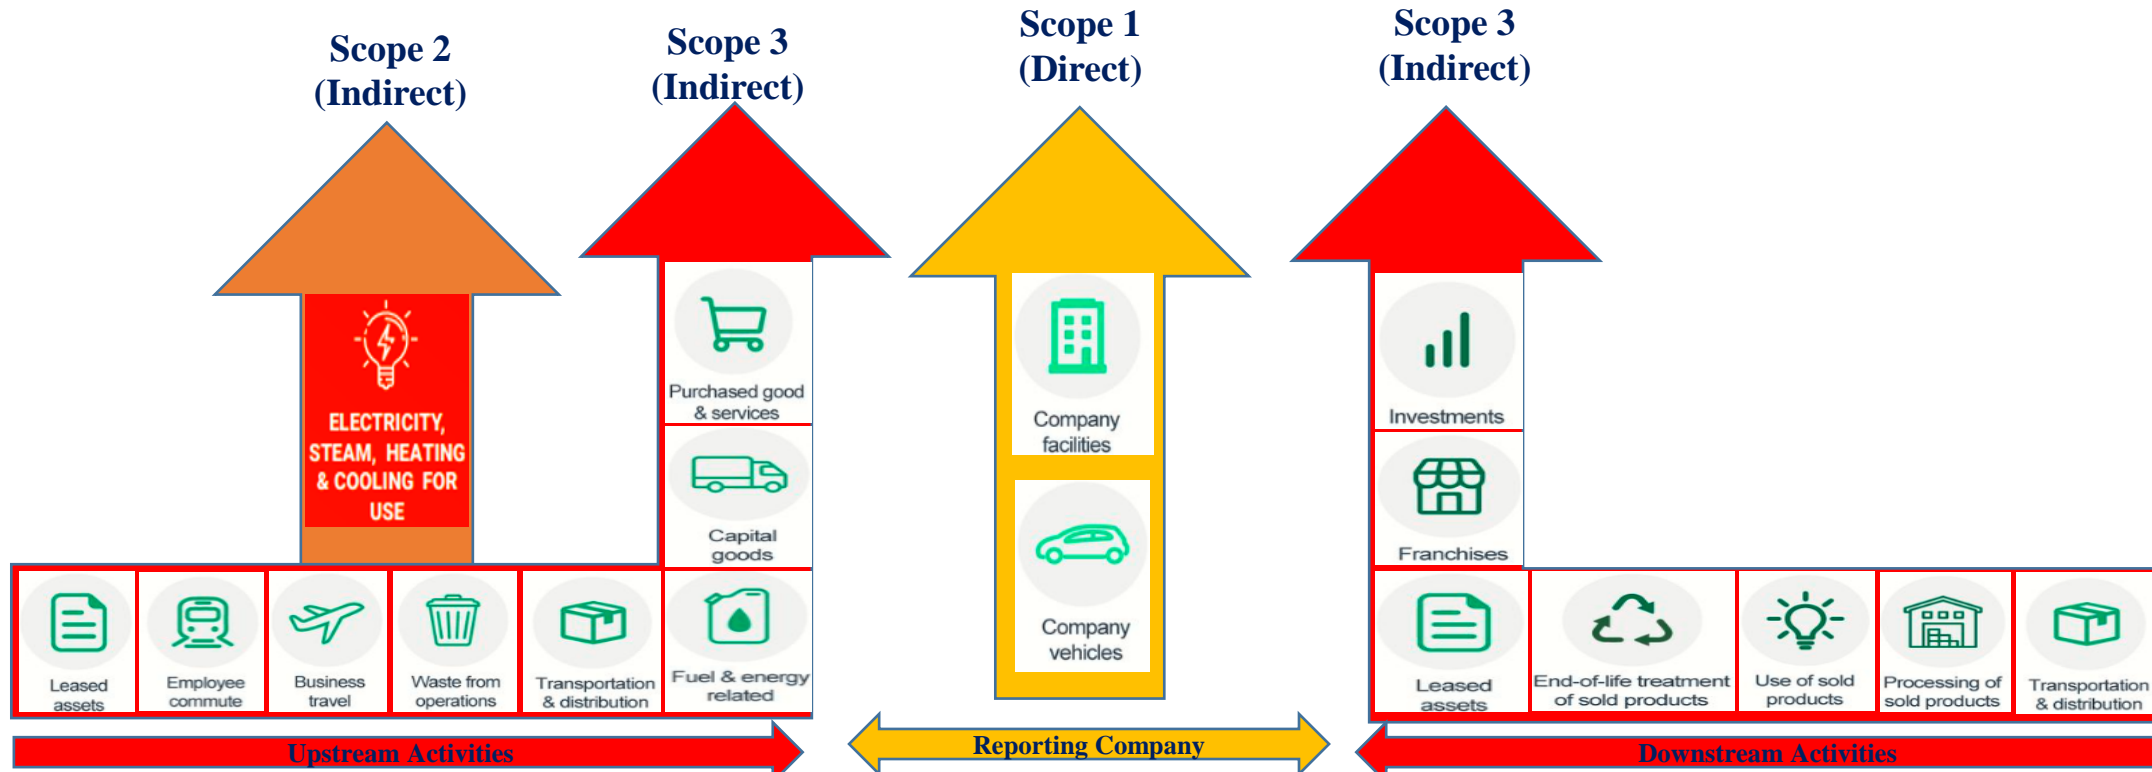 Scope 2
(Indirect)
Scope 3
(Indirect)
Scope 1
(Direct)
Scope 3
(Indirect)
ELECTRICITY,
STEAM, HEATING
& COOLING FOR
USE
Purchased good
& services
Capital
goods
Company
facilities
Company
vehicles
Investments
Franchises
Leased
assets
Employee
commute
Business
travel
Waste from
operations
Transportation
& distribution
Fuel & energy
related
Leased
assets
End-of-life treatment
of sold products
Use of sold
products
Processing of
sold products
Transportation
& distribution
Upstream Activities
Reporting Company
Downstream Activities